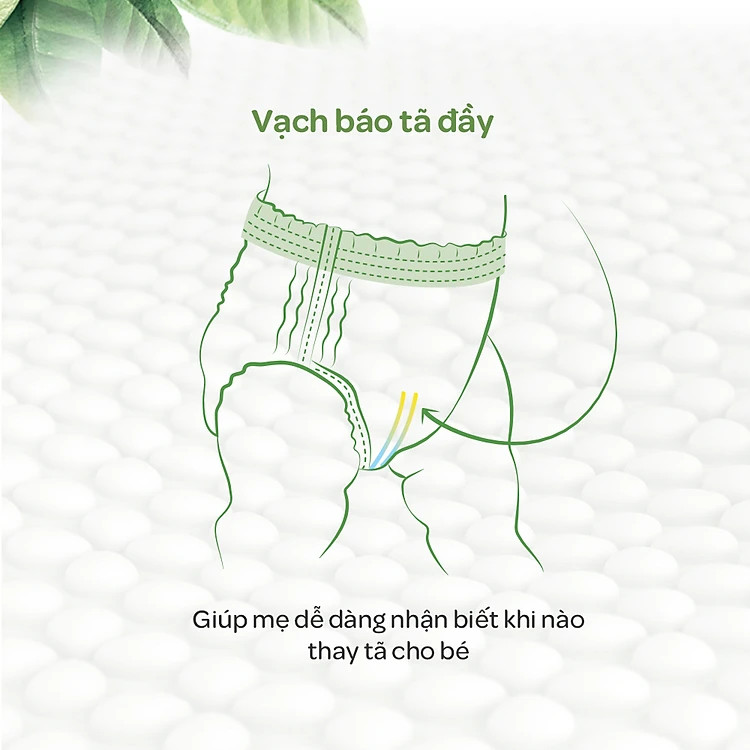 Vạch báo tã đầy
Giúp mẹ dễ dàng nhận biết khi nào
thay tã cho bé